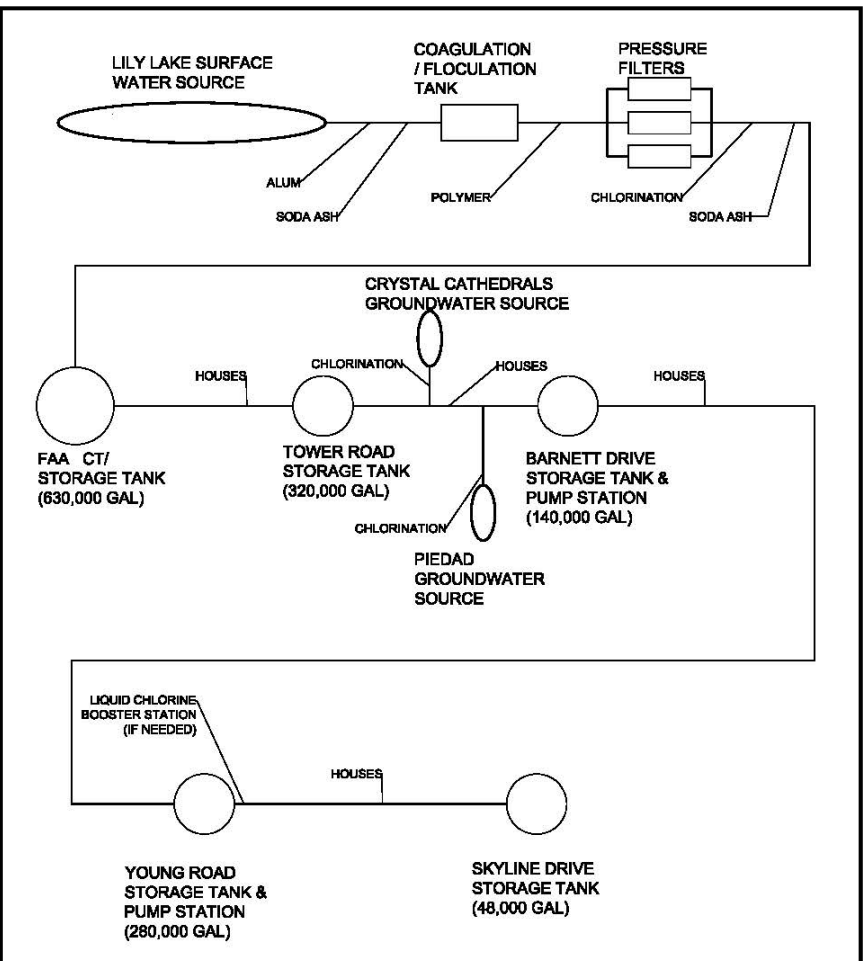 LILY LAKE SURFACE
WATER SOURCE
COAGULATION
/ FLOCULATION
TANK
PRESSURE
FILTERS
ALUM
SODA ASH
POLYMER
CHLORINATION
SODA ASH
CRYSTAL CATHEDRALS
GROUNDWATER SOURCE
HOUSES
CHLORINATION
HOUSES
HOUSES
FAA CT/
STORAGE TANK
(630,000 GAL)
TOWER ROAD
STORAGE TANK
(320,000 GAL)
BARNETT DRIVE
STORAGE TANK &
PUMP STATION
(140,000 GAL)
CHLORINATION
PIEDAD
GROUNDWATER
SOURCE
LIQUID CHLORINE
BOOSTER STATION
(IF NEEDED)
HOUSES
YOUNG ROAD
STORAGE TANK &
PUMP STATION
(280,000 GAL)
SKYLINE DRIVE
STORAGE TANK
(48,000 GAL)